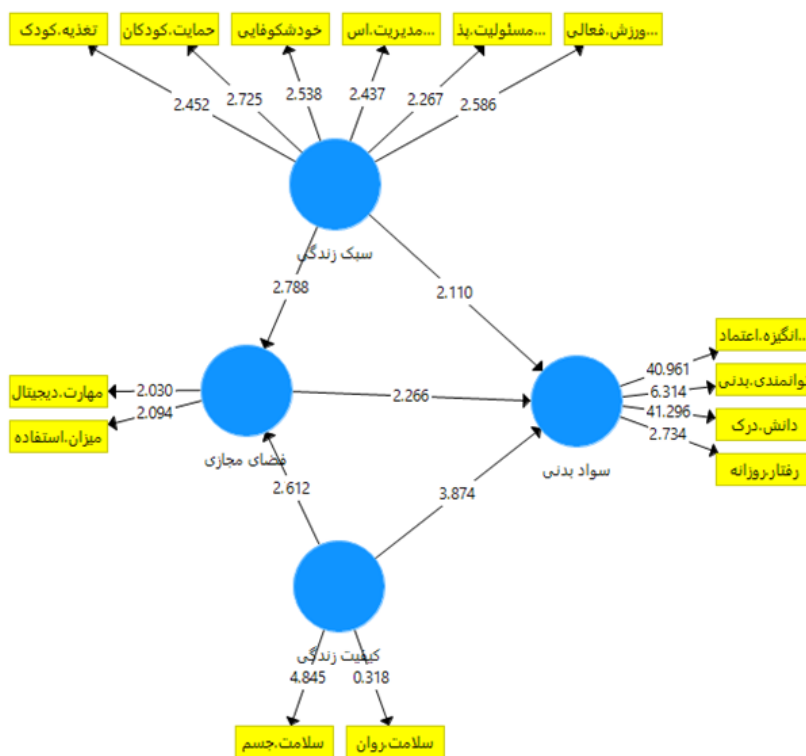 تغذیه.کودک
حمایت.کودکان
خودشکوفایی
مدیریت.اس...
مسئولیت.پذ...
ورزش.فعالی...
2.452
2.725
2.538
2.437
2.267
2.586
سبک زندگی
2.788
2.110
انگیزه.اعتماد...
توانمندی.بدنی
دانش.درک
رفتار.روزانه
40.961
6.314
41.296
2.734
سواد بدنی
مهارت.دیجیتال
میزان.استفاده
2.030
2.094
2.266
فضای مجازی
2.612
3.874
کیفیت زندگی
4.845
0.318
سلامت.جسم
سلامت.روان